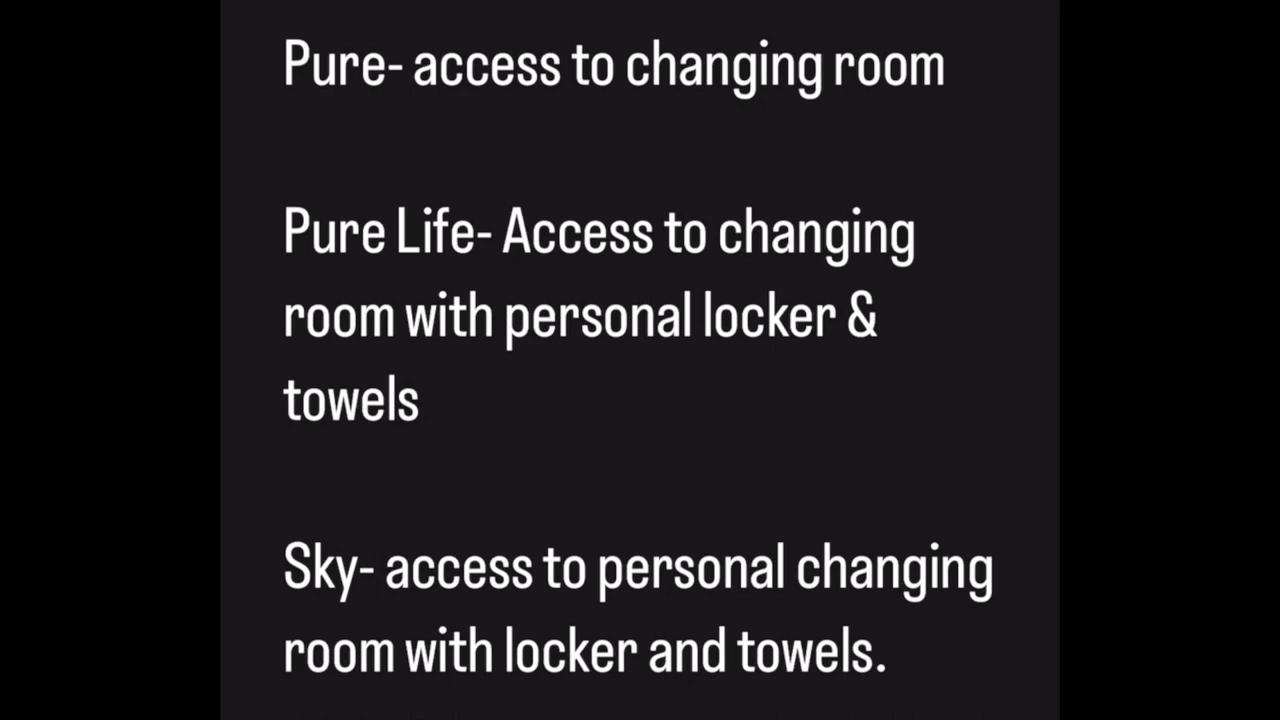 Pure- access to changing room
Pure Life- Access to changing
room with personal locker &
towels
Sky- access to personal changing
room with locker and towels.